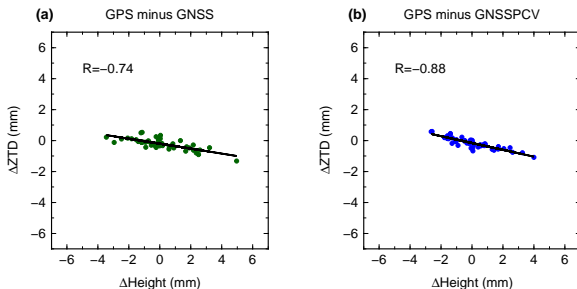 (a) GPS minus GNSS
6
4
2
0
−2
−4
−6
ΔZTD (mm)
R=−0.74
−6 −4 −2 0 2 4 6
ΔHeight (mm)
(b) GPS minus GNSSPCV
6
4
2
0
−2
−4
−6
ΔZTD (mm)
R=−0.88
−6 −4 −2 0 2 4 6
ΔHeight (mm)